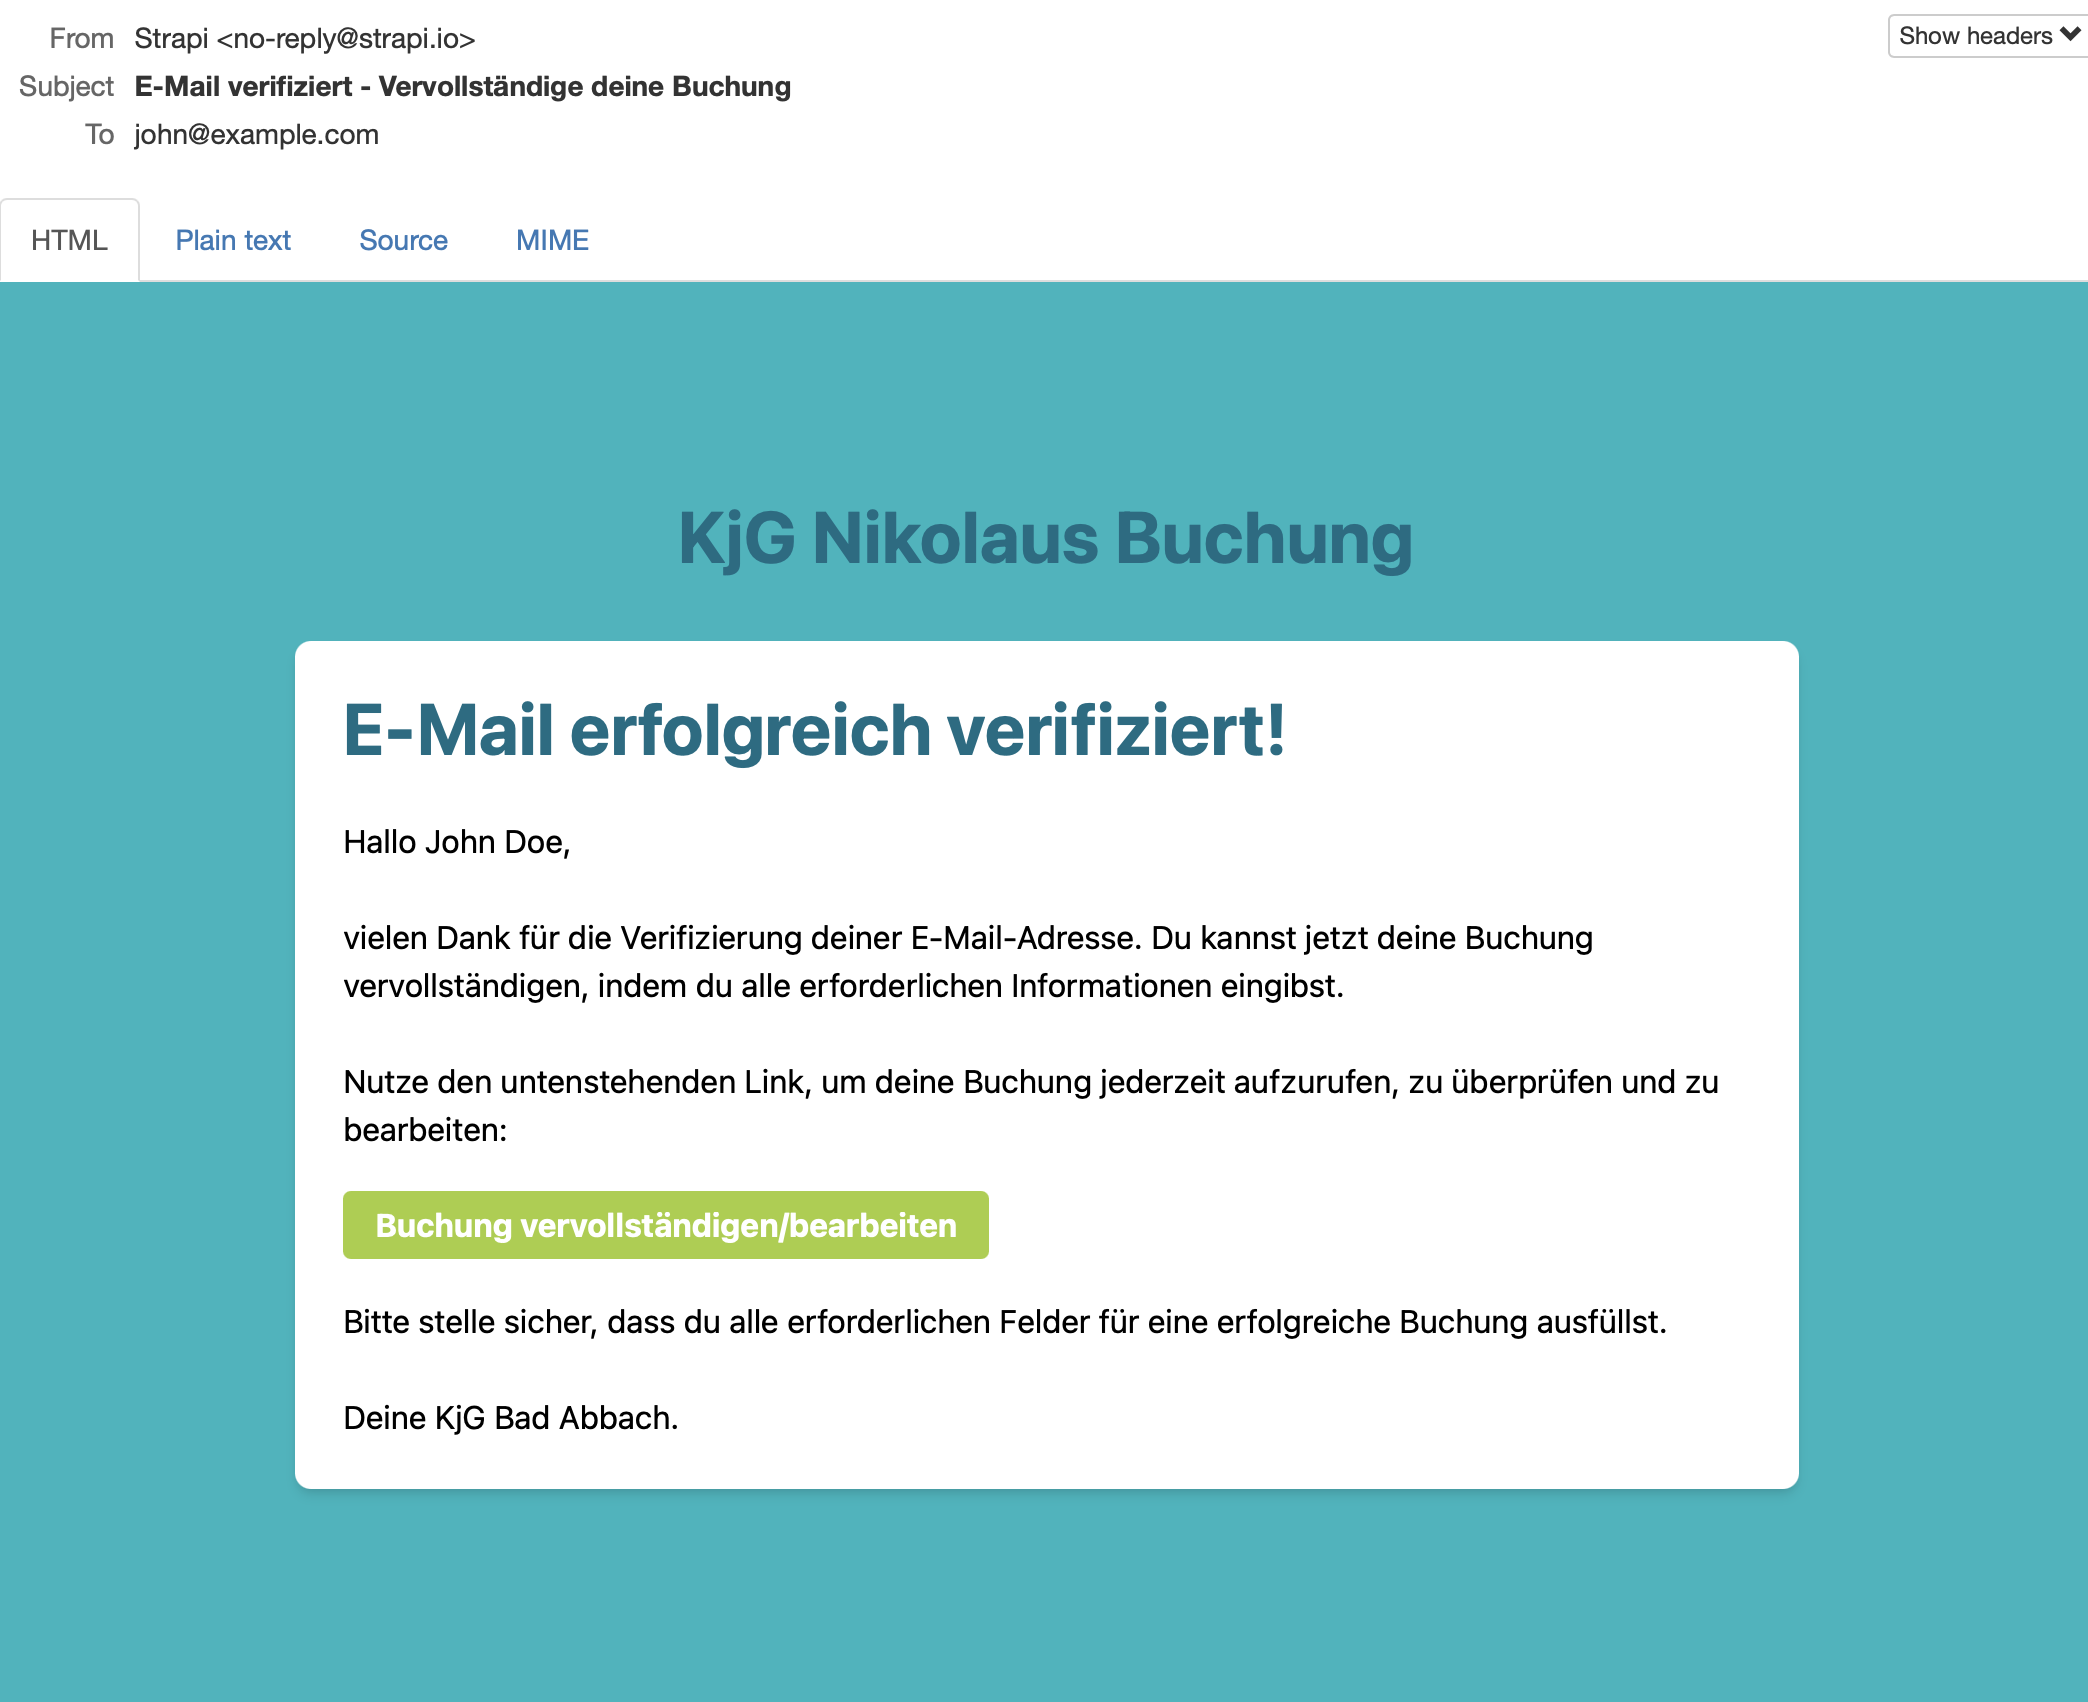 From Strapi <no-reply@strapi.io>
Show headers
Subject E-Mail verifiziert - Vervollständige deine Buchung
To john@example.com
HTML Plain text Source MIME
KjG Nikolaus Buchung
E-Mail erfolgreich verifiziert!
Hallo John Doe,
vielen Dank für die Verifizierung deiner E-Mail-Adresse. Du kannst jetzt deine Buchung
vervollständigen, indem du alle erforderlichen Informationen eingibst.
Nutze den untenstehenden Link, um deine Buchung jederzeit aufzurufen, zu überprüfen und zu
bearbeiten:
Buchung vervollständigen/bearbeiten
Bitte stelle sicher, dass du alle erforderlichen Felder für eine erfolgreiche Buchung ausfüllst.
Deine KjG Bad Abbach.